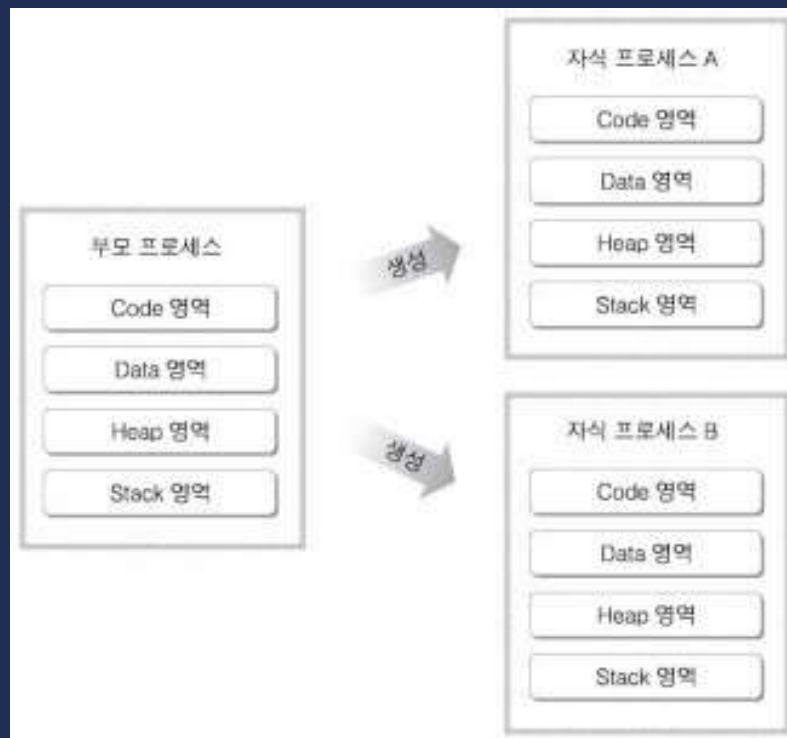 부모 프로세스
Code 영역
Data 영역
Heap 영역
Stack 영역
생성
생성
자식 프로세스 A
Code 영역
Data 영역
Heap 영역
Stack 영역
자식 프로세스 B
Code 영역
Data 영역
Heap 영역
Stack 영역